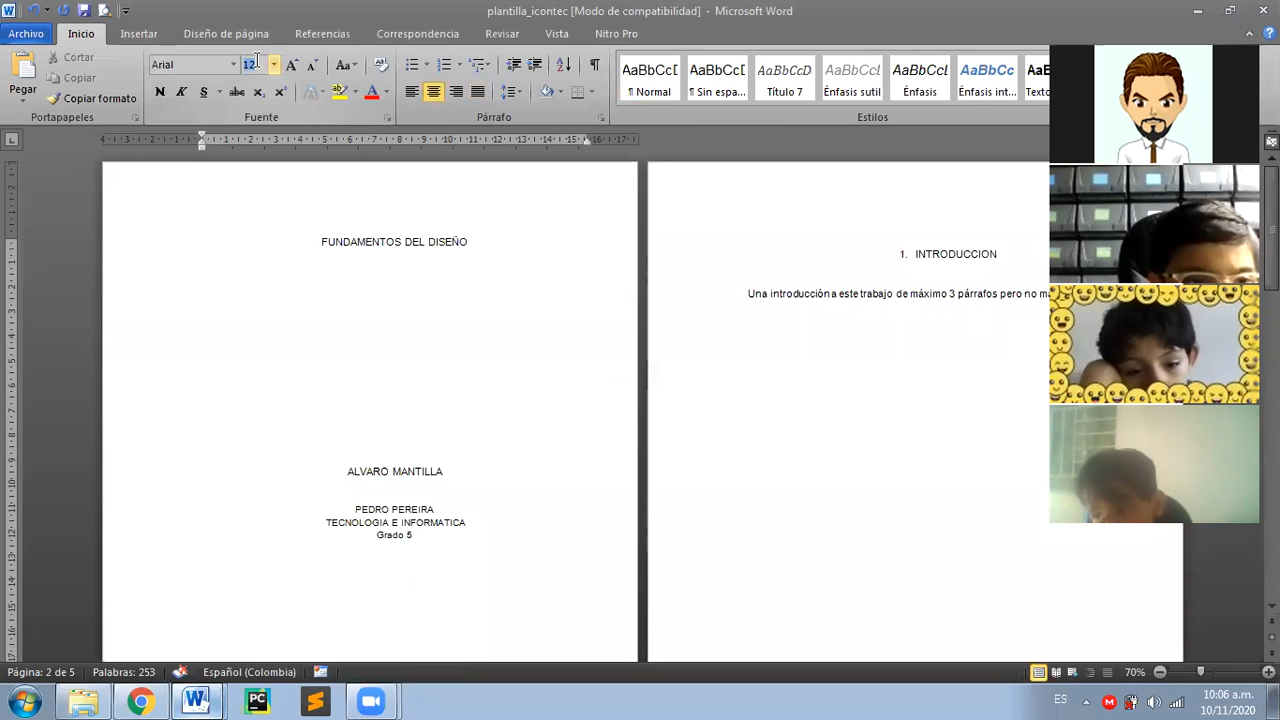 plantilla_icontec [Modo de compatibilidad] - Microsoft Word
Archivo Inicio Insertar Diseño de página Referencias Correspondencia Revisar Vista Nitro Pro
Pegar
Cortar
Copiar
Copiar formato
Portapapeles
Arial 12
Fuente
Párrafo
AaBbCcI AaBbCcI AaBbCcD AaBbCcL AaBbCcL AaBbCc AaBb
¶ Normal ¶ Sin espa... Título 7 Énfasis sutil Énfasis Énfasis int... Texto
Estilos
FUNDAMENTOS DEL DISEÑO
ALVARO MANTILLA
PEDRO PEREIRA
TECNOLOGIA E INFORMATICA
Grado 5
1. INTRODUCCION
Una introducción a este trabajo de máximo 3 párrafos pero no
Página: 2 de 5 Palabras: 253 Español (Colombia) 70%
ES 10:06 a.m.
10/11/2020